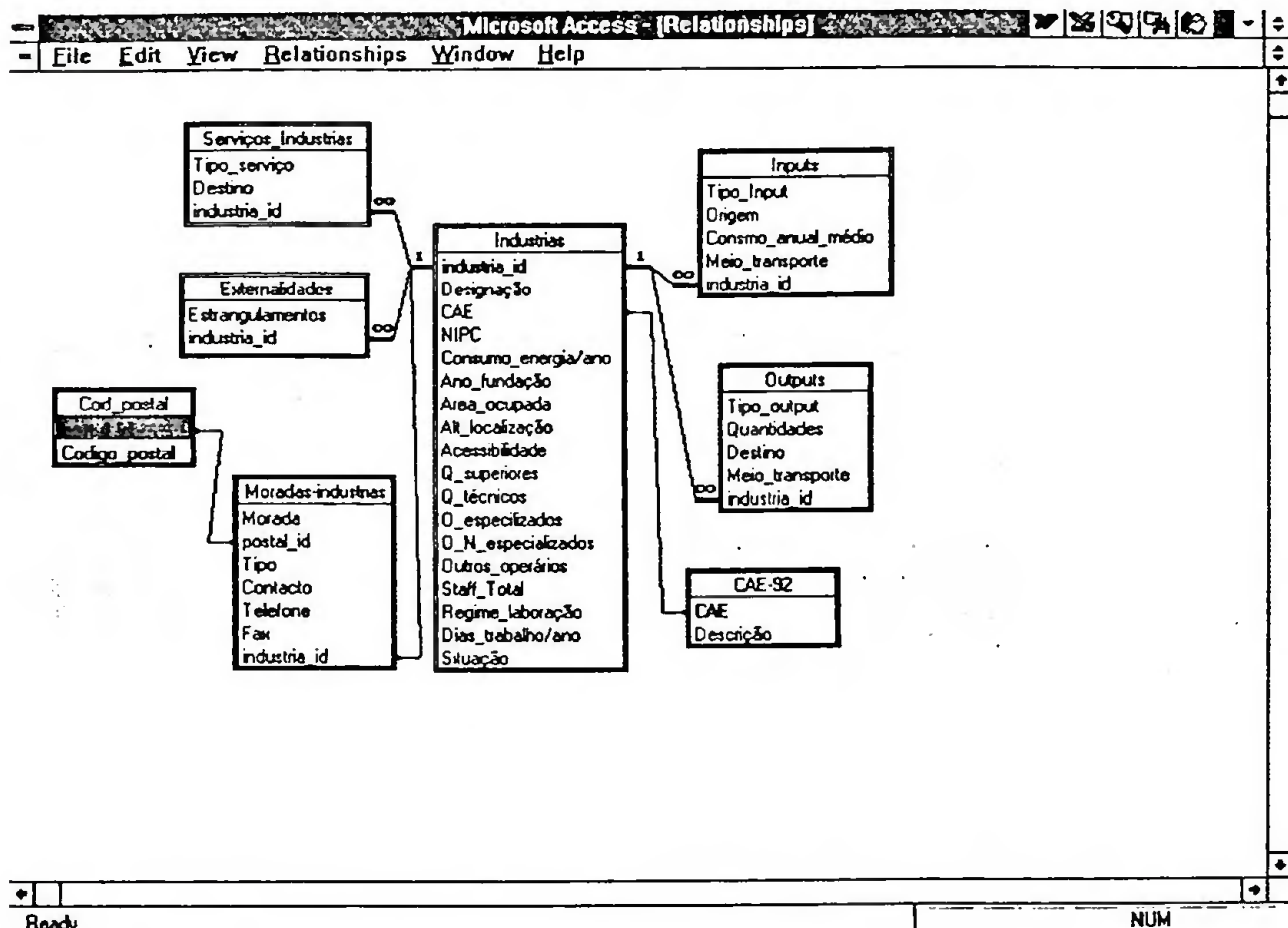 Microsoft Access - [Relationships]
File Edit View Relationships Window Help
Serviços_Industrias
Tipo_serviço
Destino
industria_id
Externalidades
Estrangulamentos
industria_id
Cod_postal
Codigo_postal
Moradas-industrias
Morada
postal_id
Tipo
Contacto
Telefone
Fax
industria_id
∞
∞
1
Industrias
industria_id
Designação
CAE
NIPC
Consumo_energia/ano
Ano_fundação
Area_ocupada
Alt_localização
Acessibilidade
Q_superiores
Q_técnicos
O_especilizados
O_N_especializados
Outros_operários
Staff_Total
Regime_laboração
Dias_trabalho/ano
Situação
1
∞
∞
Inputs
Tipo_Input
Origem
Consmo_anual_médio
Meio_transporte
industria_id
Outputs
Tipo_output
Quantidades
Destino
Meio_transporte
industria_id
CAE-92
CAE
Descrição
Ready
NUM